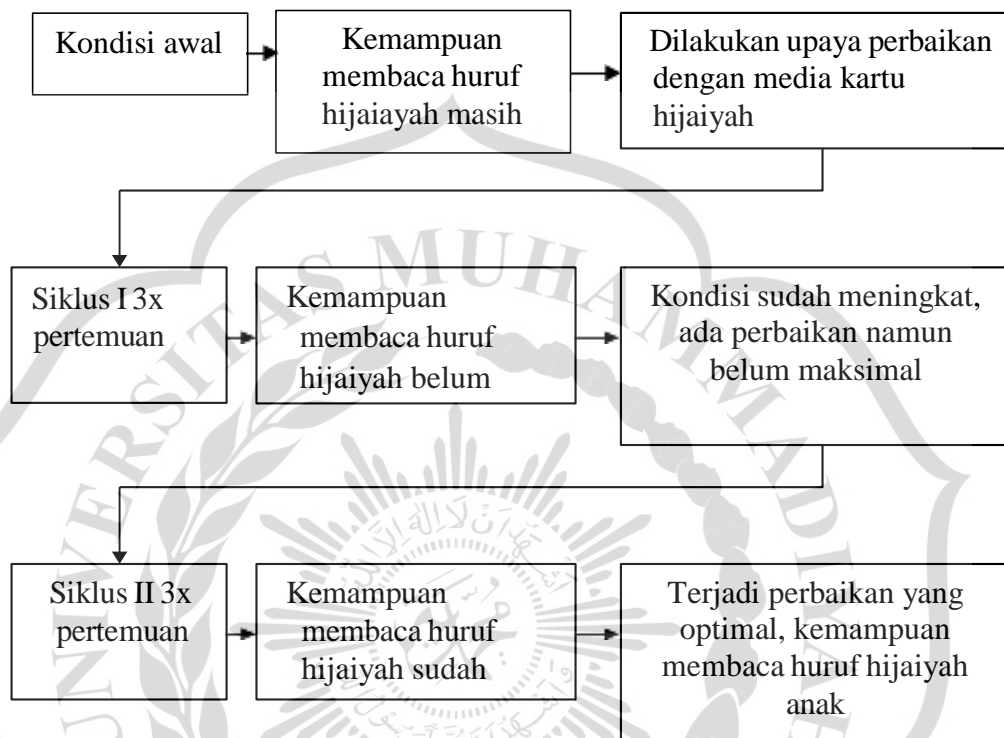 Kondisi awal
Kemampuan
membaca huruf
hijaiayah masih
Dilakukan upaya perbaikan
dengan media kartu
hijaiyah
Siklus I 3x
pertemuan
Kemampuan
membaca huruf
hijaiyah belum
Kondisi sudah meningkat,
ada perbaikan namun
belum maksimal
Siklus II 3x
pertemuan
Kemampuan
membaca huruf
hijaiyah sudah
Terjadi perbaikan yang
optimal, kemampuan
membaca huruf hijaiyah
anak
UNIVERSITAS MUHAMMADIYAH